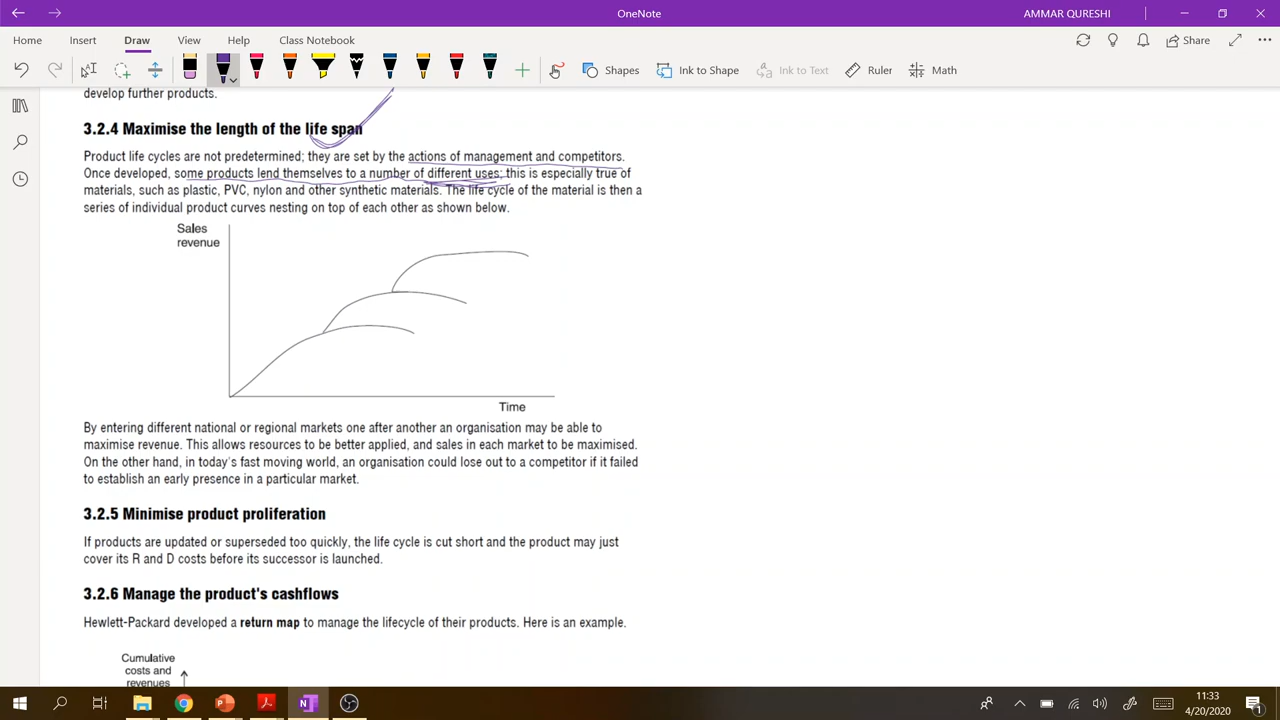 OneNote
AMMAR QURESHI
Home Insert Draw View Help Class Notebook
Share
Shapes Ink to Shape Ink to Text Ruler Math
develop further products.
3.2.4 Maximise the length of the life span
Product life cycles are not predetermined; they are set by the actions of management and competitors.
Once developed, some products lend themselves to a number of different uses; this is especially true of
materials, such as plastic, PVC, nylon and other synthetic materials. The life cycle of the material is then a
series of individual product curves nesting on top of each other as shown below.
Sales
revenue
Time
By entering different national or regional markets one after another an organisation may be able to
maximise revenue. This allows resources to be better applied, and sales in each market to be maximised.
On the other hand, in today's fast moving world, an organisation could lose out to a competitor if it failed
to establish an early presence in a particular market.
3.2.5 Minimise product proliferation
If products are updated or superseded too quickly, the life cycle is cut short and the product may just
cover its R and D costs before its successor is launched.
3.2.6 Manage the product's cashflows
Hewlett-Packard developed a return map to manage the lifecycle of their products. Here is an example.
Cumulative
costs and
revenues
11:33
4/20/2020
1